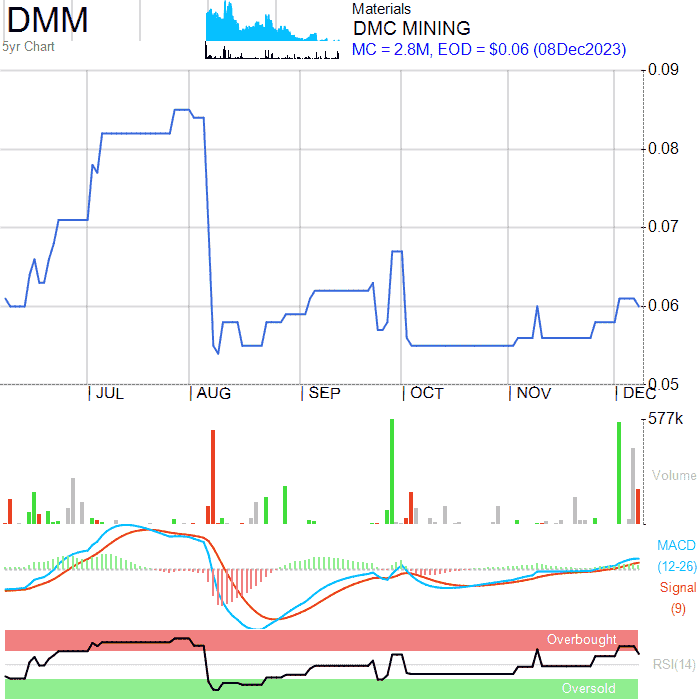 DMM
5yr Chart
Materials
DMC MINING
MC = 2.8M, EOD = $0.06 (08Dec2023)
0.09
0.08
0.07
0.06
0.05
JUL
AUG
SEP
OCT
NOV
DEC
577k
Volume
MACD
(12-26)
Signal
(9)
Overbought
RSI(14)
Oversold